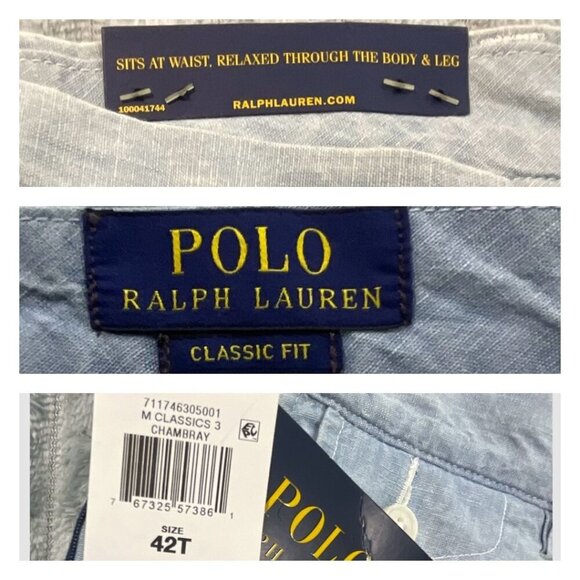 SITS AT WAIST, RELAXED THROUGH THE BODY & LEG
100041744
RALPHLAUREN.COM
POLO
RALPH LAUREN
CLASSIC FIT
711746305001
M CLASSICS 3
CHAMBRAY
7 67325 57386 1
SIZE
42T
POLO